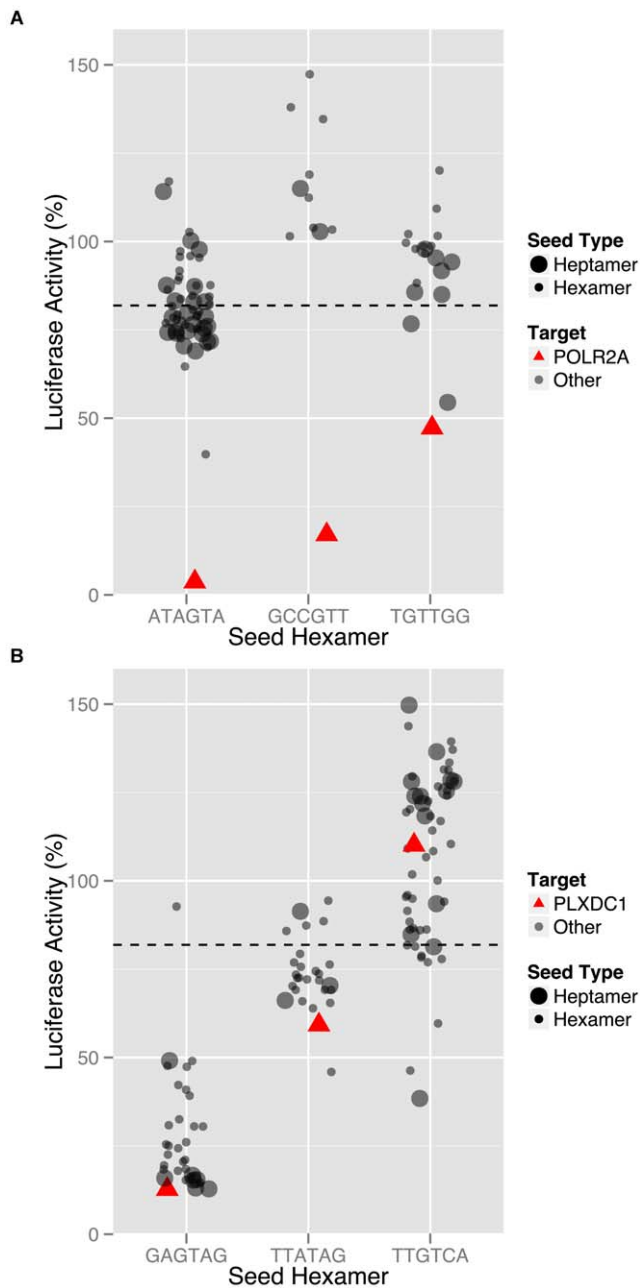 A
Luciferase Activity (%)
150
100
50
0
ATAGTA GCCGTT TGTTGG
Seed Hexamer
Seed Type
Heptamer
Hexamer
Target
POLR2A
Other
B
Luciferase Activity (%)
150
100
50
0
GAGTAG TTATAG TTGTCA
Seed Hexamer
Target
PLXDC1
Other
Seed Type
Heptamer
Hexamer